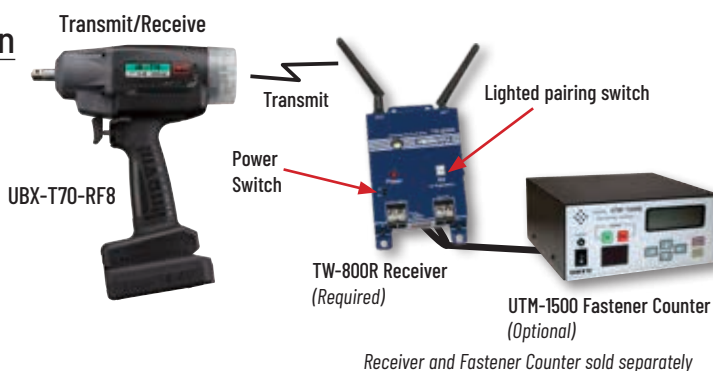 Transmit/Receive
n
Transmit
Lighted pairing switch
Power
Switch
UBX-T70-RF8
TW-800R Receiver
(Required)
UTM-1500 Fastener Counter
(Optional)
Receiver and Fastener Counter sold separately